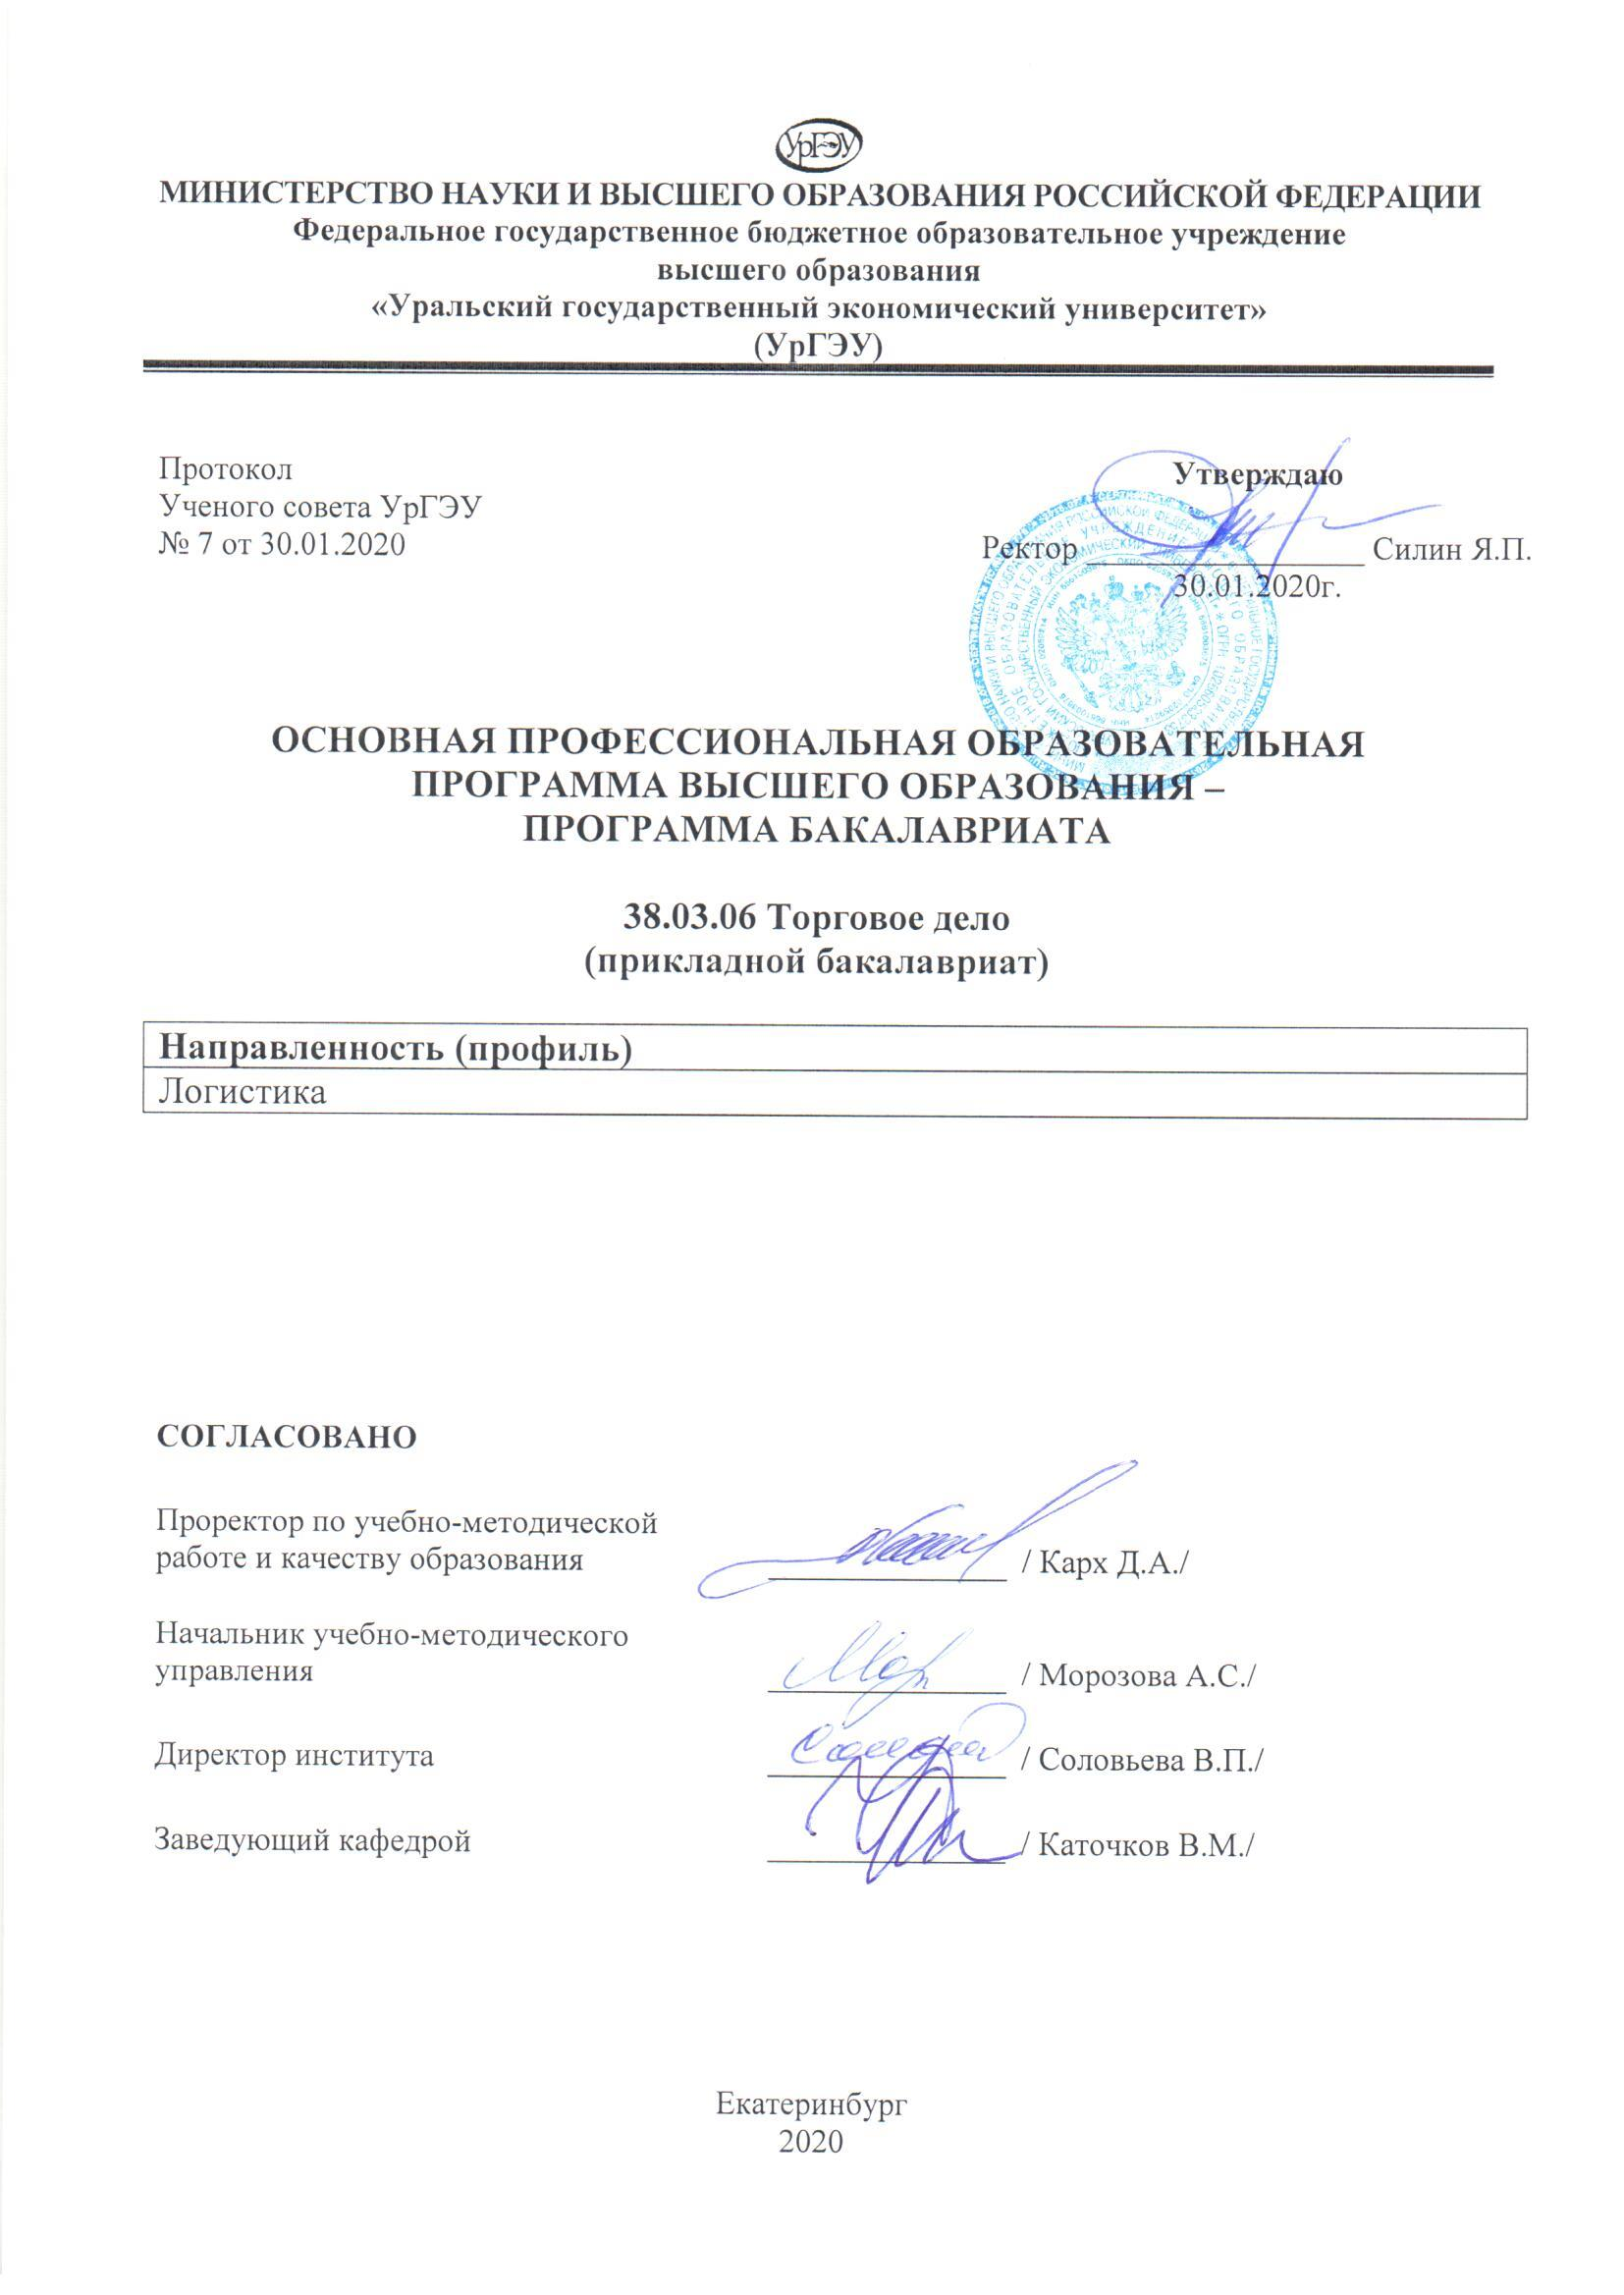 УрГЭУ
МИНИСТЕРСТВО НАУКИ И ВЫСШЕГО ОБРАЗОВАНИЯ РОССИЙСКОЙ ФЕДЕРАЦИИ
Федеральное государственное бюджетное образовательное учреждение
высшего образования
«Уральский государственный экономический университет»
(УрГЭУ)
Протокол
Ученого совета УрГЭУ
№ 7 от 30.01.2020
Утверждаю
Ректор Силин Я.П.
30.01.2020г.
ОСНОВНАЯ ПРОФЕССИОНАЛЬНАЯ ОБРАЗОВАТЕЛЬНАЯ
ПРОГРАММА ВЫСШЕГО ОБРАЗОВАНИЯ –
ПРОГРАММА БАКАЛАВРИАТА
38.03.06 Торговое дело
(прикладной бакалавриат)
Направленность (профиль)
Логистика
СОГЛАСОВАНО
Проректор по учебно-методической
работе и качеству образования / Карх Д.А./
Начальник учебно-методического
управления / Морозова А.С./
Директор института / Соловьева В.П./
Заведующий кафедрой / Каточков В.М./
Екатеринбург
2020